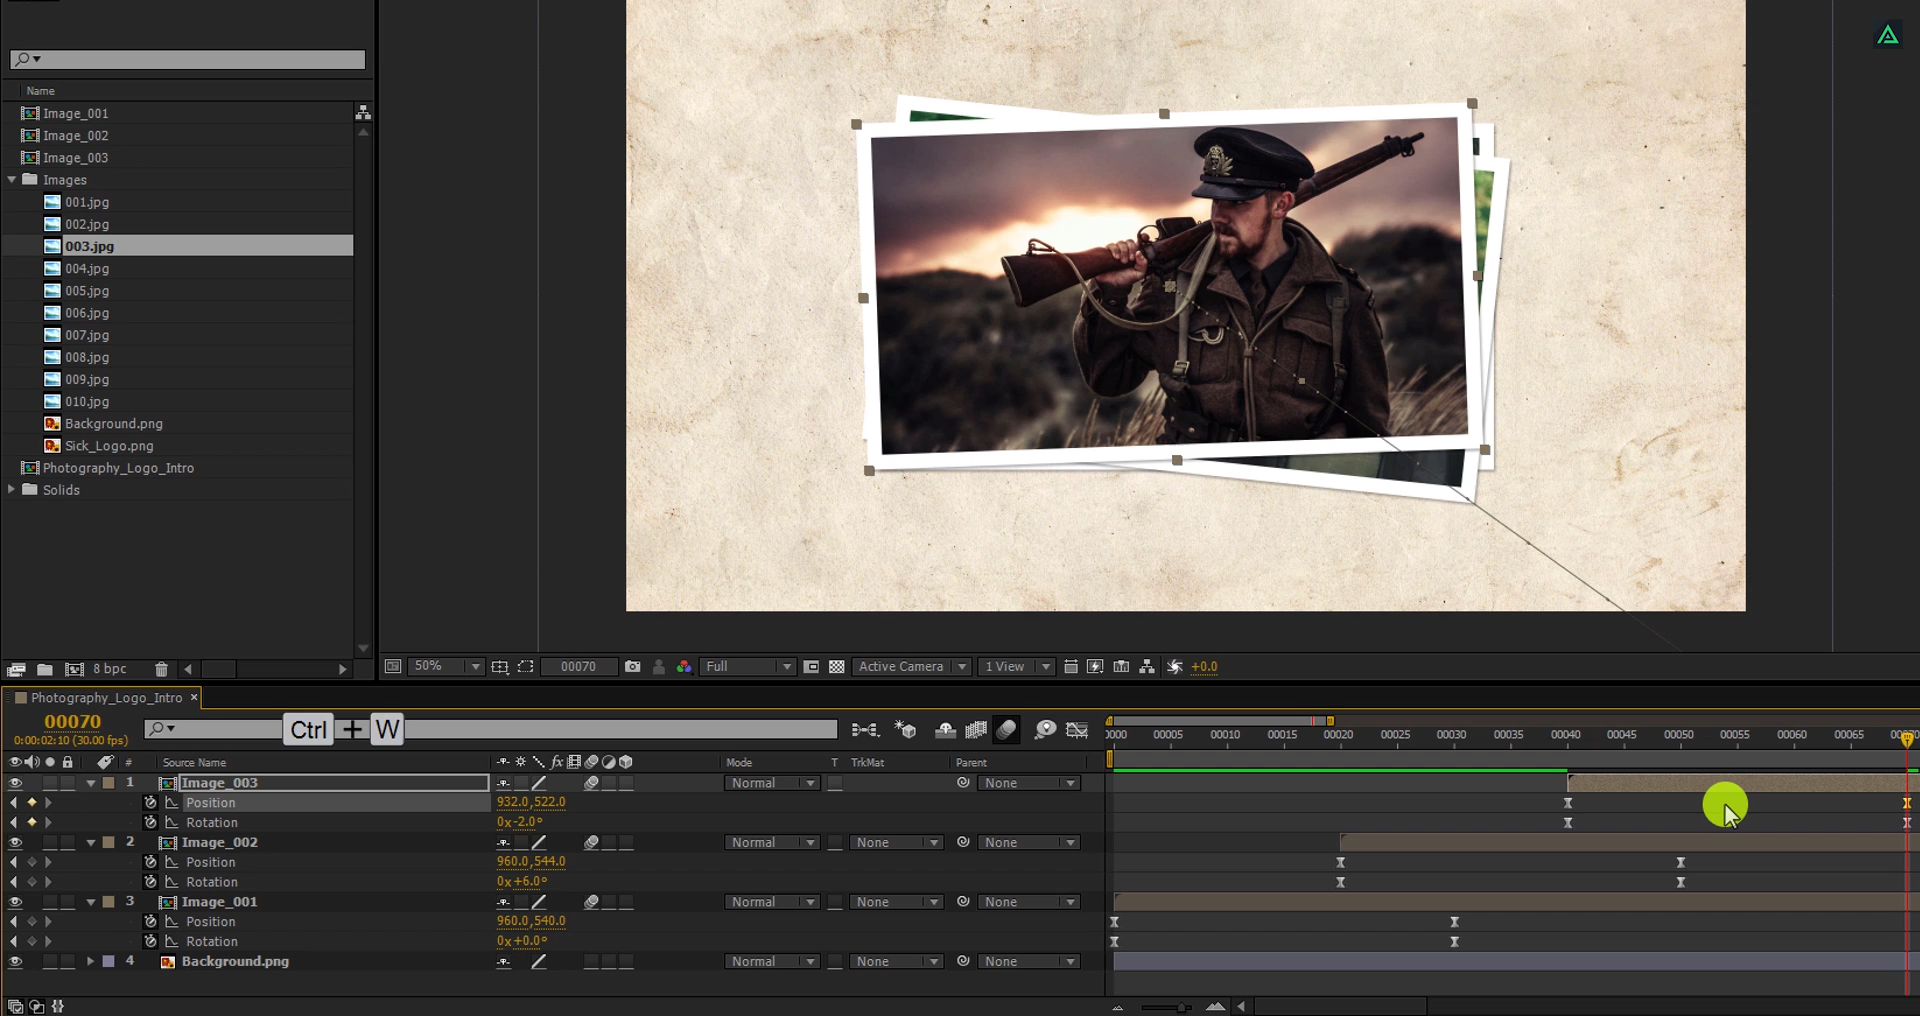 Name
Image_001
Image_002
Image_003
Images
001.jpg
002.jpg
003.jpg
004.jpg
005.jpg
006.jpg
007.jpg
008.jpg
009.jpg
010.jpg
Background.png
Sick_Logo.png
Photography_Logo_Intro
Solids
8 bpc
50% 00070 Full Active Camera 1 View +0.0
Photography_Logo_Intro ×
00070
0:00:02:10 (30.00 fps)
Ctrl + W
0000 00005 00010 00015 00020 00025 00030 00035 00040 00045 00050 00055 00060 00065
# Source Name fx Mode T TrkMat Parent
1 Image_003 Normal None
Position 932.0,522.0
Rotation 0x-2.0°
2 Image_002 Normal None None
Position 960.0,544.0
Rotation 0x+6.0°
3 Image_001 Normal None None
Position 960.0,540.0
Rotation 0x+0.0°
4 Background.png Normal None None